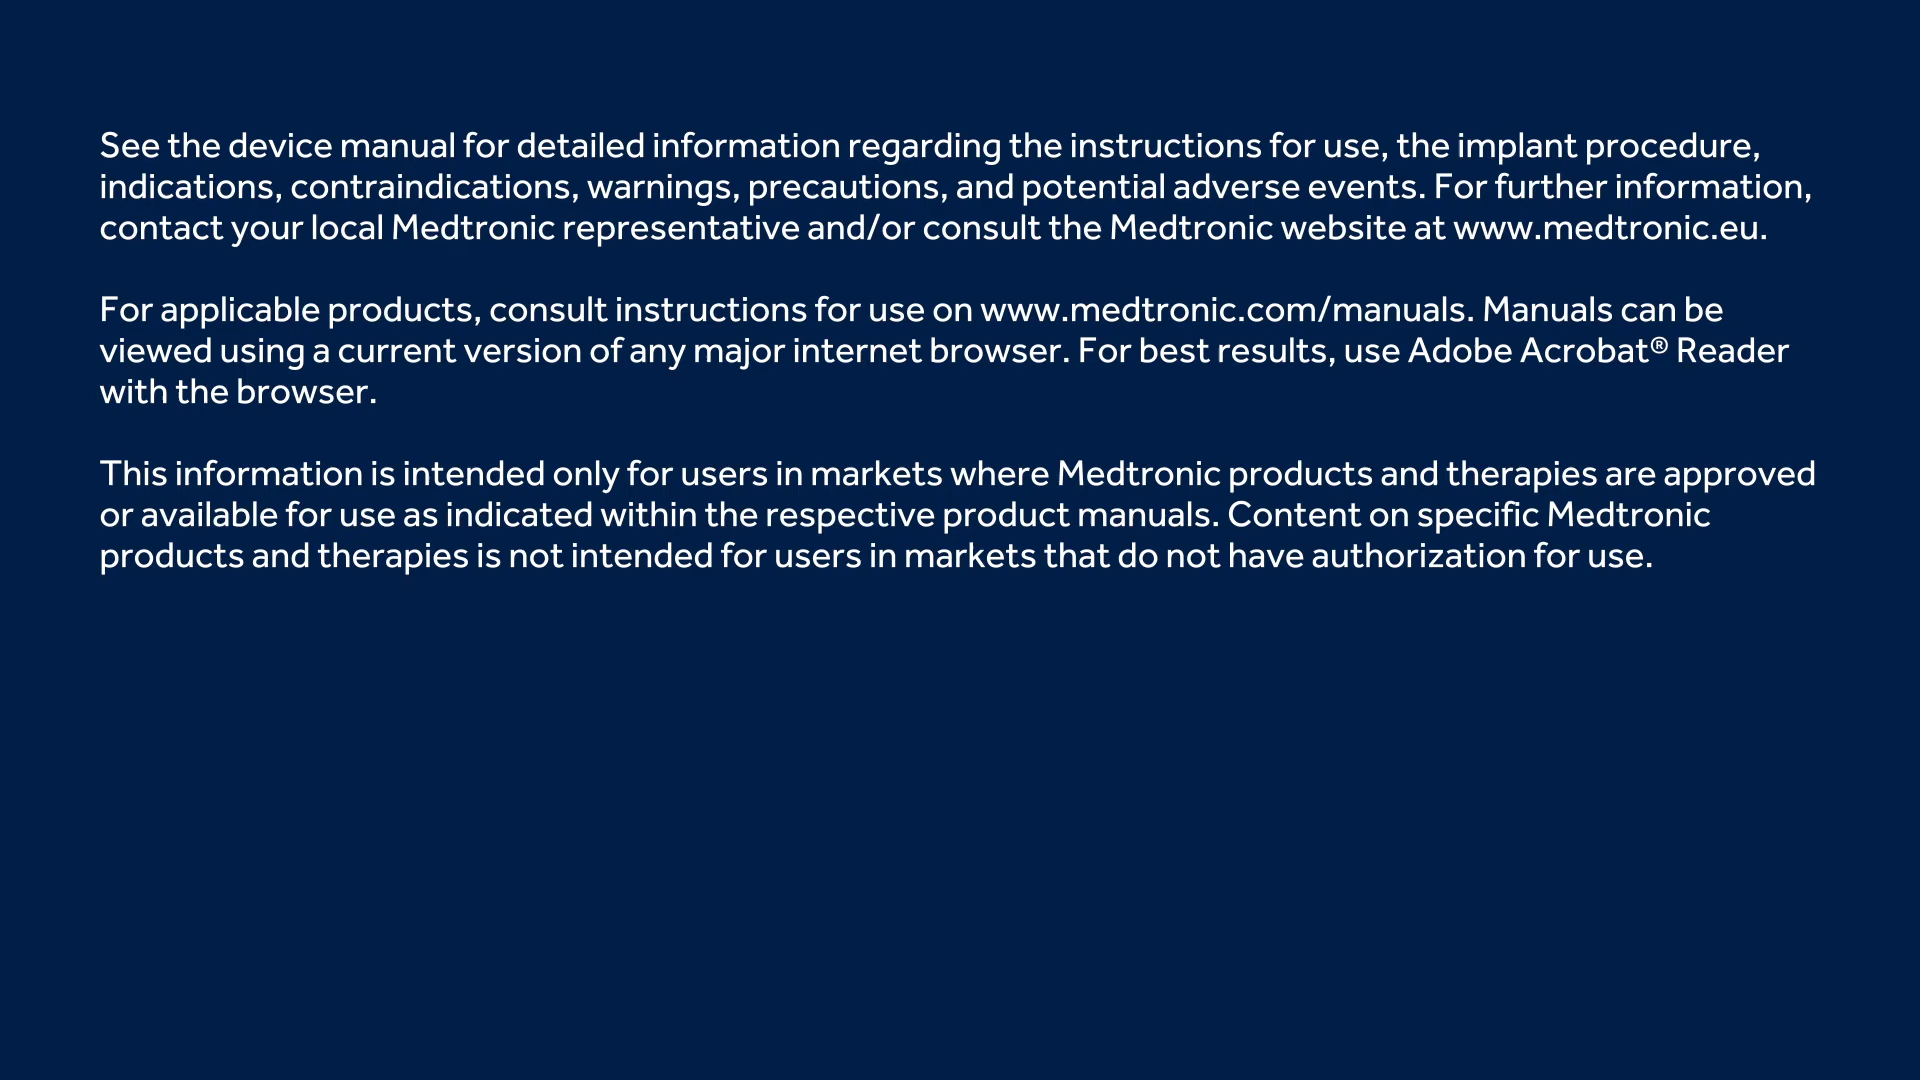 See the device manual for detailed information regarding the instructions for use, the implant procedure,
indications, contraindications, warnings, precautions, and potential adverse events. For further information,
contact your local Medtronic representative and/or consult the Medtronic website at www.medtronic.eu.
For applicable products, consult instructions for use on www.medtronic.com/manuals. Manuals can be
viewed using a current version of any major internet browser. For best results, use Adobe Acrobat® Reader
with the browser.
This information is intended only for users in markets where Medtronic products and therapies are approved
or available for use as indicated within the respective product manuals. Content on specific Medtronic
products and therapies is not intended for users in markets that do not have authorization for use.